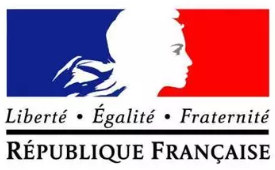 Liberté • Égalité • Fraternité
RÉPUBLIQUE FRANÇAISE